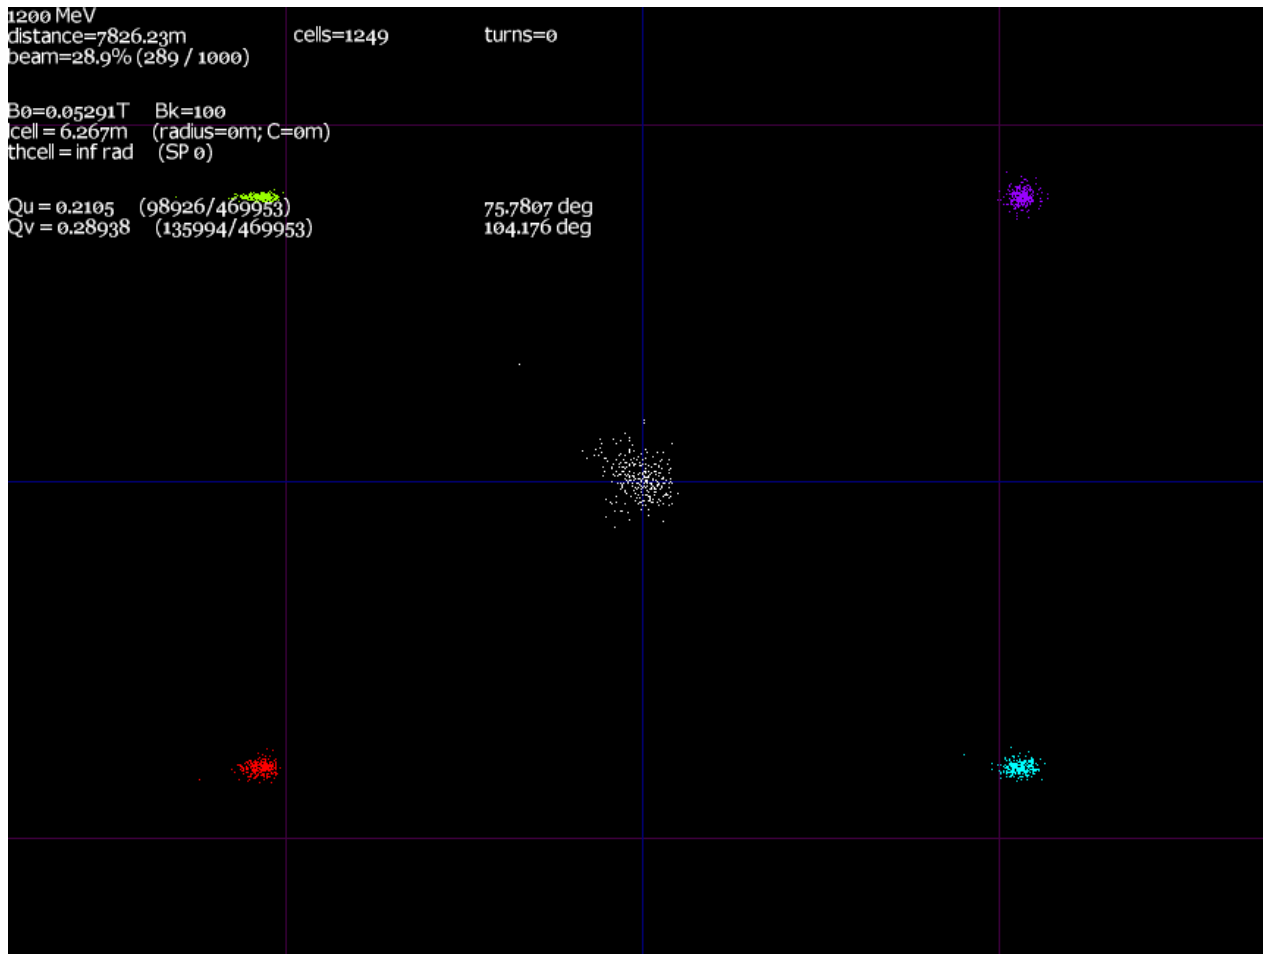 1200 MeV
distance=7826.23m cells=1249 turns=0
beam=28.9% (289 / 1000)
B0=0.05291T Bk=100
lcell = 6.267m (radius=0m; C=0m)
thcell = inf rad (SP 0)
Qu = 0.2105 (98926/469953) 75.7807 deg
Qv = 0.28938 (135994/469953) 104.176 deg